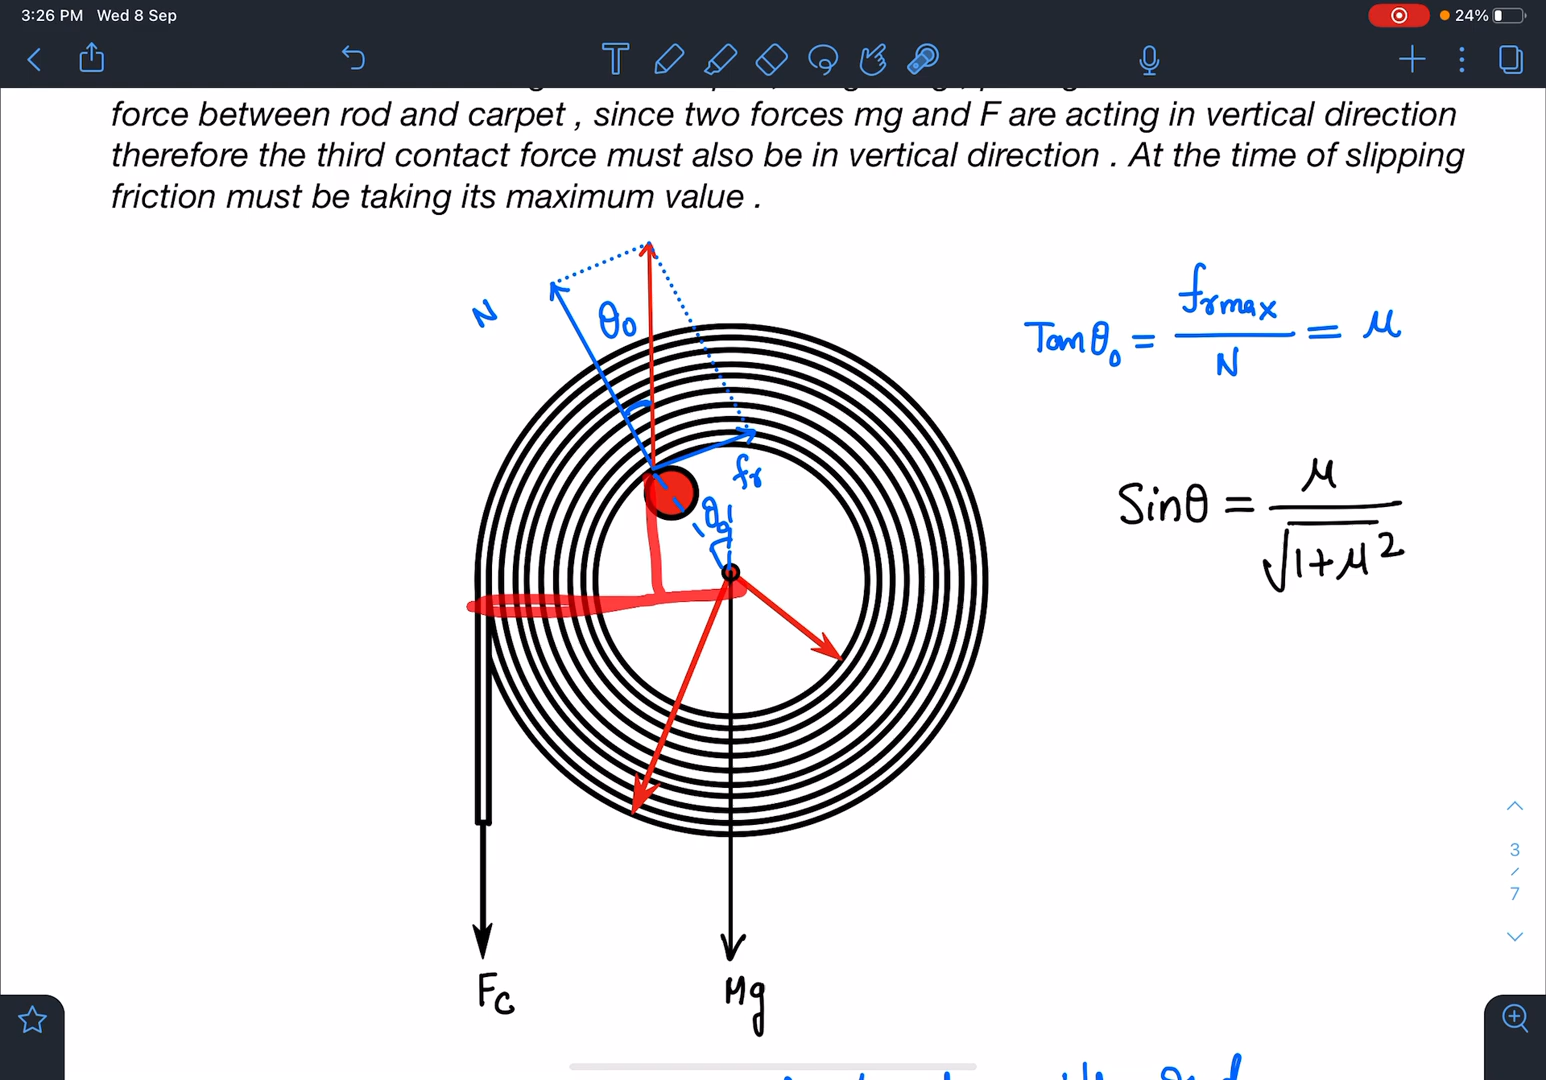 3:26 PM Wed 8 Sep
24%
T
force between rod and carpet , since two forces mg and F are acting in vertical direction
therefore the third contact force must also be in vertical direction . At the time of slipping
friction must be taking its maximum value .
N
θ0
Tanθ0 = frmax / N = μ
fr
θ0
Sinθ = μ / √1+μ²
3
/
7
Fc
Mg